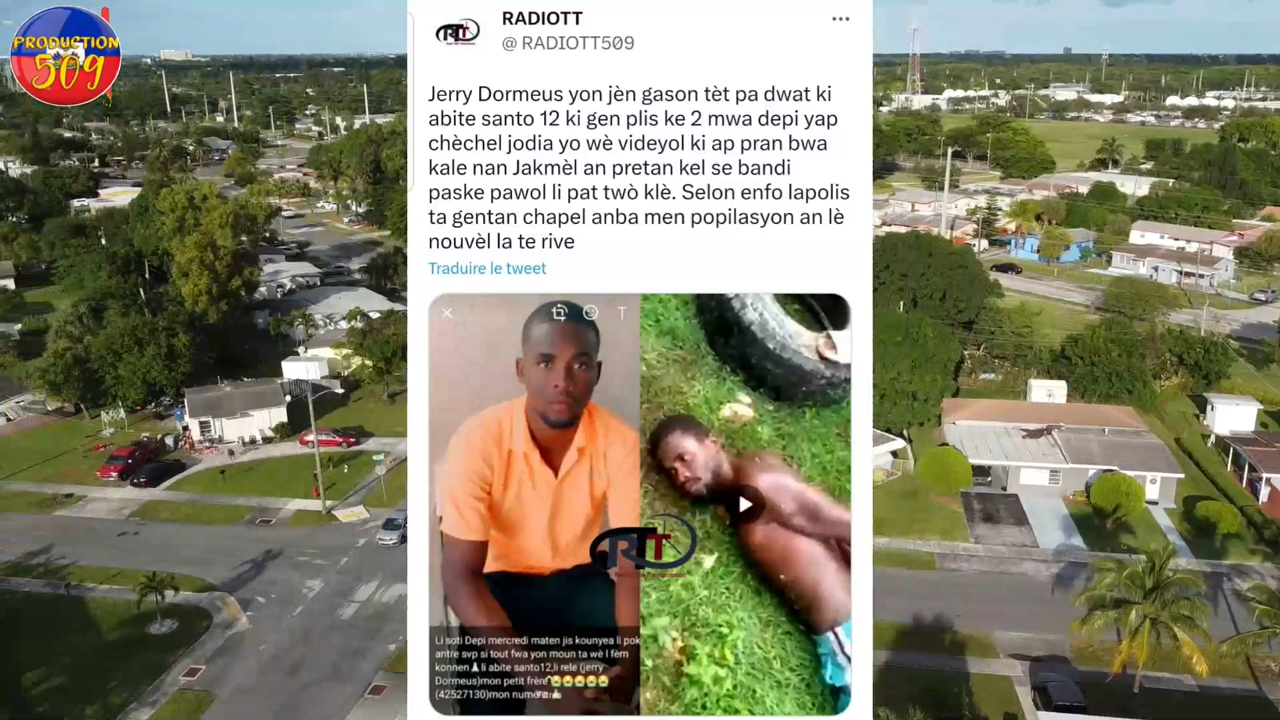 PRODUCTION
509
RTT
RADIOTT
@ RADIOTT509
Jerry Dormeus yon jèn gason tèt pa dwat ki
abite santo 12 ki gen plis ke 2 mwa depi yap
chèchel jodia yo wè videyol ki ap pran bwa
kale nan Jakmèl an pretan kel se bandi
paske pawol li pat twò klè. Selon enfo lapolis
ta gentan chapel anba men popilasyon an lè
nouvèl la te rive
Traduire le tweet
T
RTT
Li soti Depi mercredi maten jis kounyea li pok
antre svp si tout fwa yon moun ta wè l fèm
konnen li abite santo12,li rele (jerry
Dormeus)mon petit frère
(42527130)mon numéro